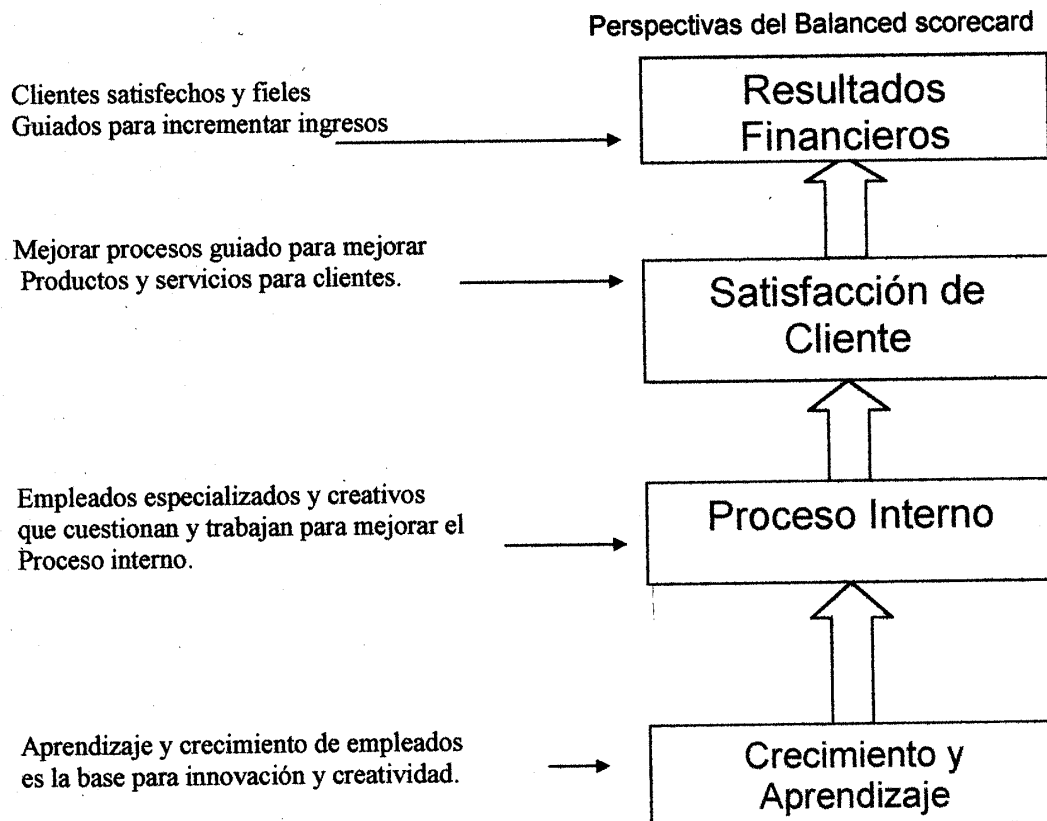 Perspectivas del Balanced scorecard
Clientes satisfechos y fieles
Guiados para incrementar ingresos
Resultados
Financieros
Mejorar procesos guiado para mejorar
Productos y servicios para clientes.
Satisfacción de
Cliente
Empleados especializados y creativos
que cuestionan y trabajan para mejorar el
Proceso interno.
Proceso Interno
Aprendizaje y crecimiento de empleados
es la base para innovación y creatividad.
Crecimiento y
Aprendizaje